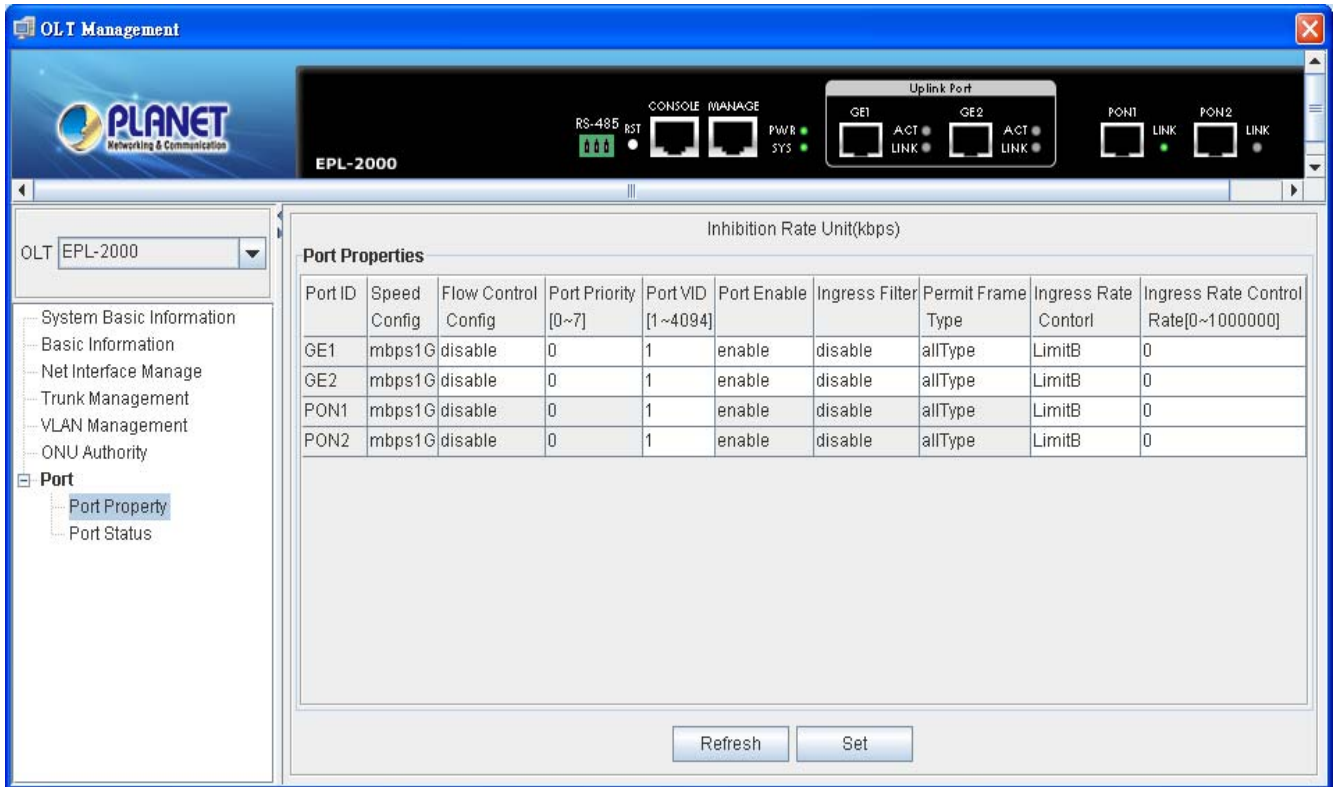 OLT Management
PLANET
Networking & Communication
EPL-2000
RS-485
RST
CONSOLE
MANAGE
PWR
SYS
Uplink Port
GE1
ACT
LINK
GE2
ACT
LINK
PON1
LINK
PON2
LINK
OLT EPL-2000
System Basic Information
Basic Information
Net Interface Manage
Trunk Management
VLAN Management
ONU Authority
Port
Port Property
Port Status
Inhibition Rate Unit(kbps)
Port Properties
Port ID Speed Config Flow Control Config Port Priority [0~7] Port VID [1~4094] Port Enable Ingress Filter Permit Frame Type Ingress Rate Contorl Ingress Rate Control Rate[0~1000000]
GE1 mbps1G disable 0 1 enable disable allType LimitB 0
GE2 mbps1G disable 0 1 enable disable allType LimitB 0
PON1 mbps1G disable 0 1 enable disable allType LimitB 0
PON2 mbps1G disable 0 1 enable disable allType LimitB 0
Refresh Set